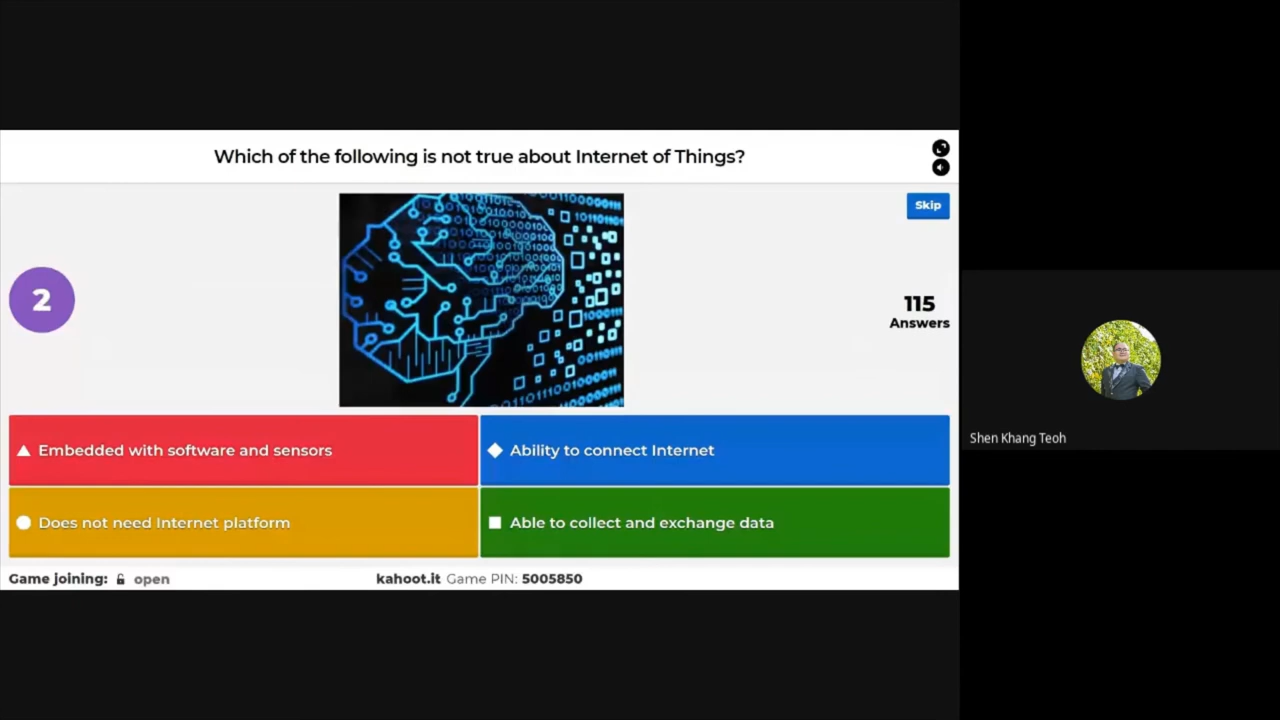 Which of the following is not true about Internet of Things?
Skip
2
115
Answers
Embedded with software and sensors
Ability to connect Internet
Does not need Internet platform
Able to collect and exchange data
Game joining: open
kahoot.it Game PIN: 5005850
Shen Khang Teoh